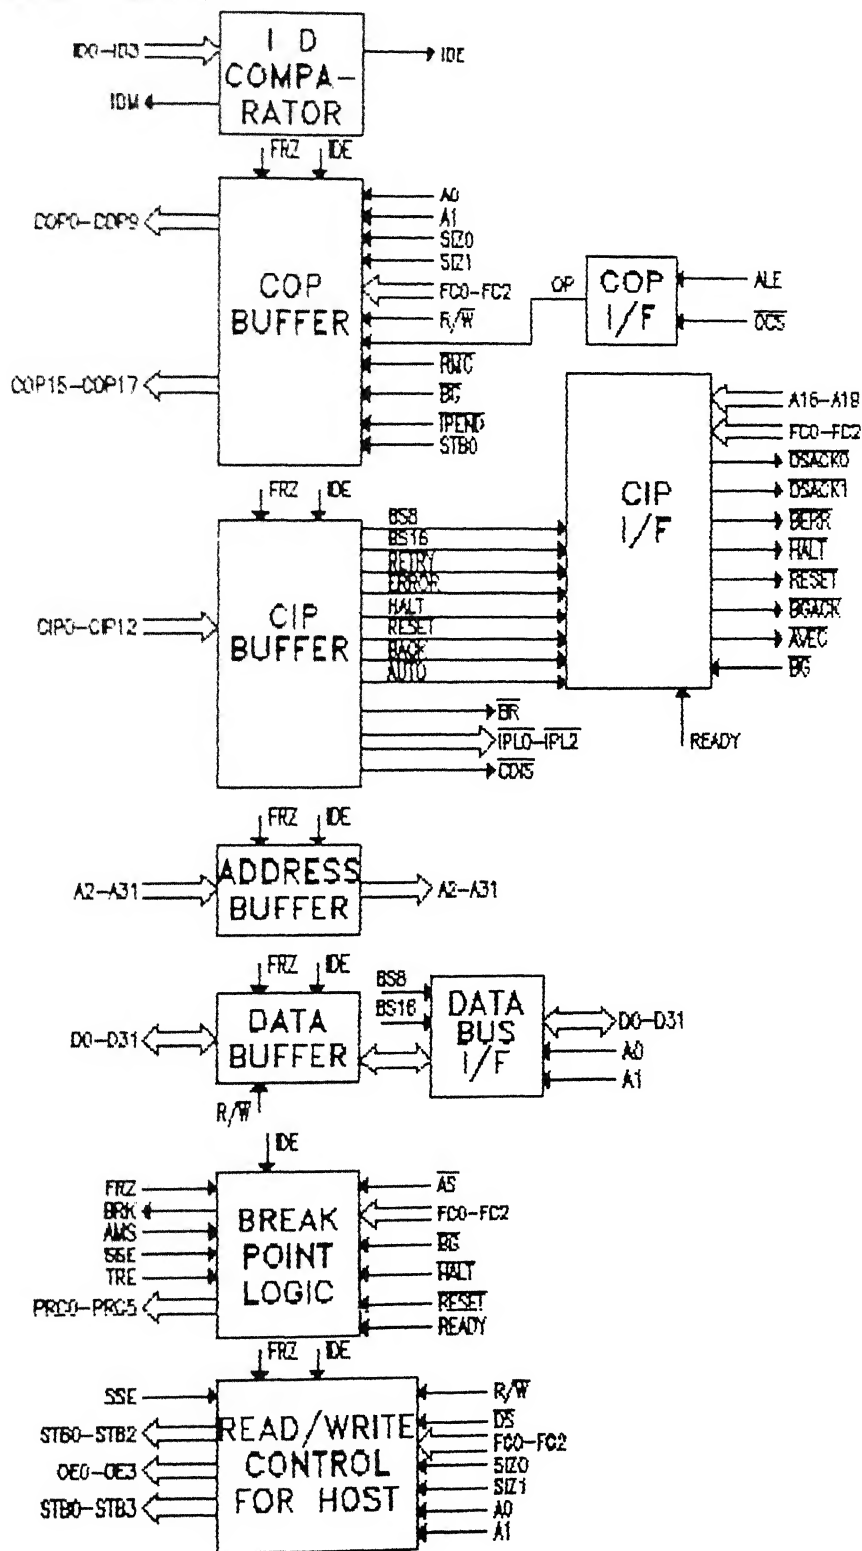 ID0-ID3
I D
COMPA-
RATOR
IDE
IDM
FRZ IDE
COP0-COP9
COP15-COP17
COP
BUFFER
A0
A1
SIZ0
SIZ1
FC0-FC2
R/W
OP
RMC
BG
IPEND
STB0
COP
I/F
ALE
OCS
FRZ IDE
CIP0-CIP12
CIP
BUFFER
BS8
BS16
RETRY
ERROR
HALT
RESET
BACK
AUTO
BR
IPL0-IPL2
CDIS
CIP
I/F
A16-A19
FC0-FC2
DSACK0
DSACK1
BERR
HALT
RESET
BGACK
AVEC
BG
READY
FRZ IDE
A2-A31
ADDRESS
BUFFER
A2-A31
FRZ IDE
D0-D31
DATA
BUFFER
R/W
BS8
BS16
DATA
BUS
I/F
D0-D31
A0
A1
IDE
FRZ
BRK
AMS
SSE
TRE
PRC0-PRC5
BREAK
POINT
LOGIC
AS
FC0-FC2
BG
HALT
RESET
READY
FRZ IDE
SSE
STB0-STB2
OE0-OE3
STB0-STB3
READ/WRITE
CONTROL
FOR HOST
R/W
DS
FC0-FC2
SIZ0
SIZ1
A0
A1